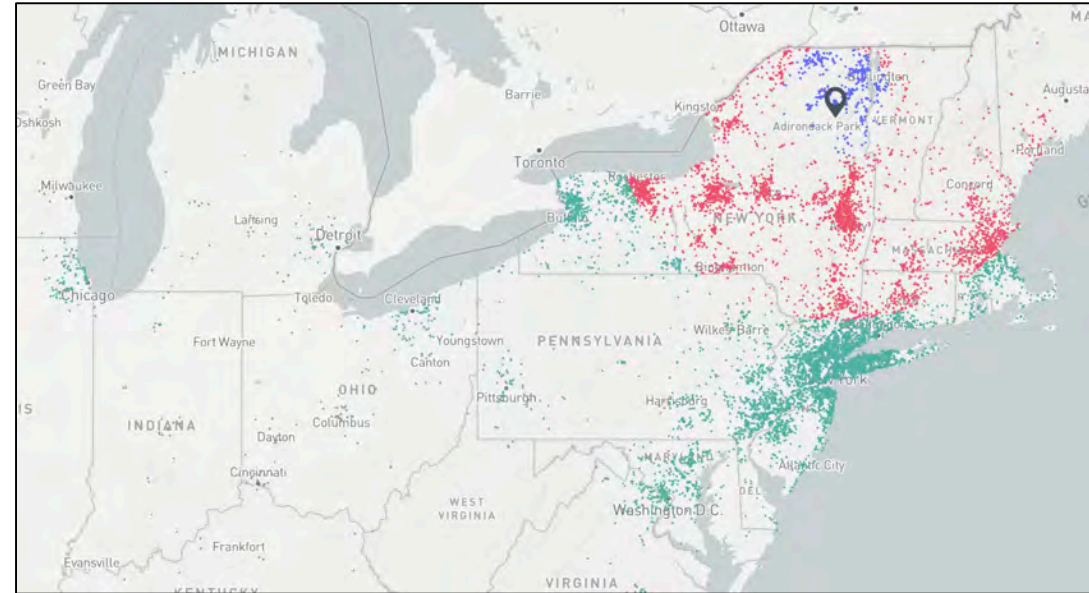 Ottawa
MICHIGAN
Green Bay
Burlington
Augusta
Barrie
Kingston
Oshkosh
Adirondack Park
VERMONT
Toronto
Portland
Rochester
Milwaukee
Concord
Lansing
Buffalo
NEW YORK
Detroit
Binghamton
Chicago
Toledo
Cleveland
Wilkes-Barre
Fort Wayne
Youngstown
PENNSYLVANIA
Canton
OHIO
Pittsburgh
Harrisburg
INDIANA
Columbus
Dayton
MARYLAND
Atlantic City
Cincinnati
DEL
WEST
VIRGINIA
Washington D.C.
Frankfort
Evansville
VIRGINIA
KENTUCKY